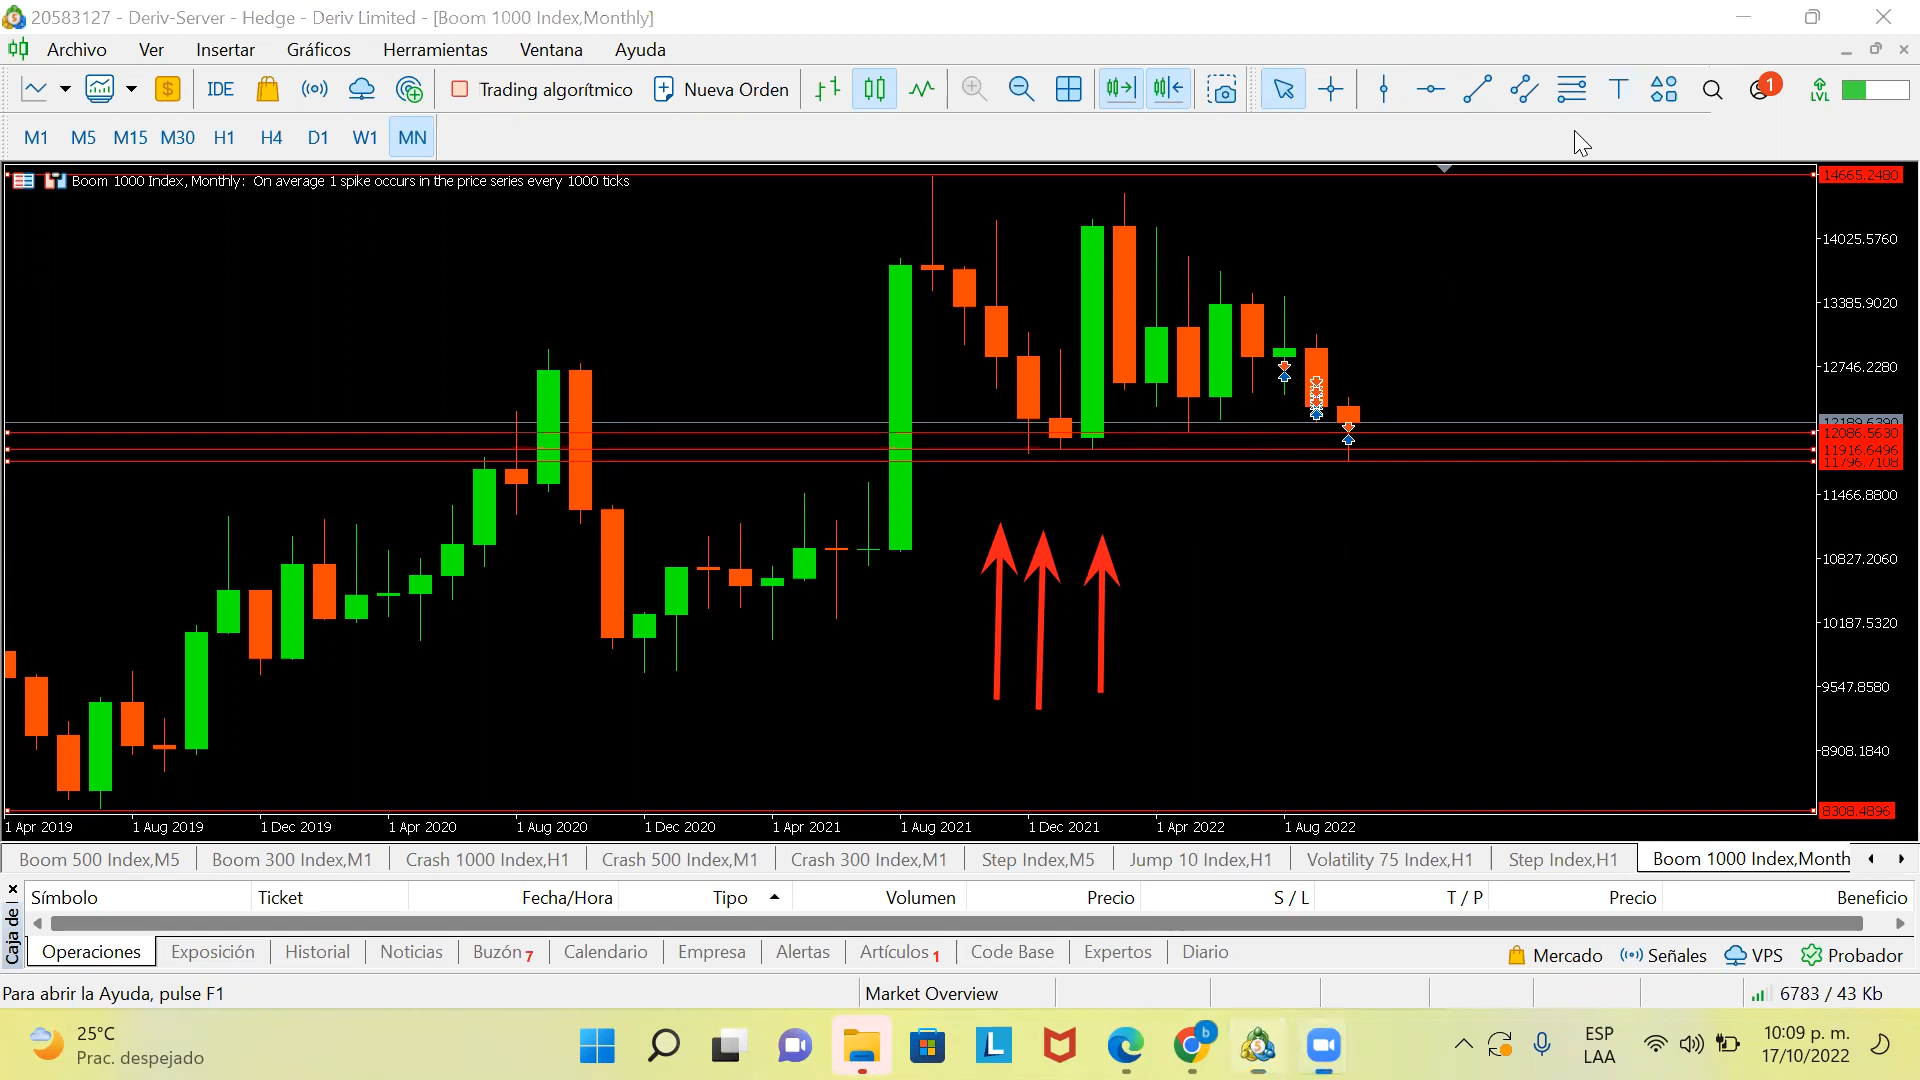 20583127 - Deriv-Server - Hedge - Deriv Limited - [Boom 1000 Index,Monthly]
Archivo Ver Insertar Gráficos Herramientas Ventana Ayuda
IDE Trading algorítmico Nueva Orden 1 LVL
M1 M5 M15 M30 H1 H4 D1 W1 MN
Boom 1000 Index, Monthly: On average 1 spike occurs in the price series every 1000 ticks
14665.2480
14025.5760
13385.9020
12746.2280
12189.6390
12086.5630
11916.6496
11796.7108
11466.8800
10827.2060
10187.5320
9547.8580
8908.1840
8308.4896
1 Apr 2019 1 Aug 2019 1 Dec 2019 1 Apr 2020 1 Aug 2020 1 Dec 2020 1 Apr 2021 1 Aug 2021 1 Dec 2021 1 Apr 2022 1 Aug 2022
Boom 500 Index,M5 Boom 300 Index,M1 Crash 1000 Index,H1 Crash 500 Index,M1 Crash 300 Index,M1 Step Index,M5 Jump 10 Index,H1 Volatility 75 Index,H1 Step Index,H1 Boom 1000 Index,Month
Símbolo Ticket Fecha/Hora Tipo Volumen Precio S / L T / P Precio Beneficio
Caja de
Operaciones Exposición Historial Noticias Buzón 7 Calendario Empresa Alertas Artículos 1 Code Base Expertos Diario Mercado Señales VPS Probador
Para abrir la Ayuda, pulse F1 Market Overview 6783 / 43 Kb
25°C
Prac. despejado
L
b
5
ESP
LAA
10:09 p. m.
17/10/2022